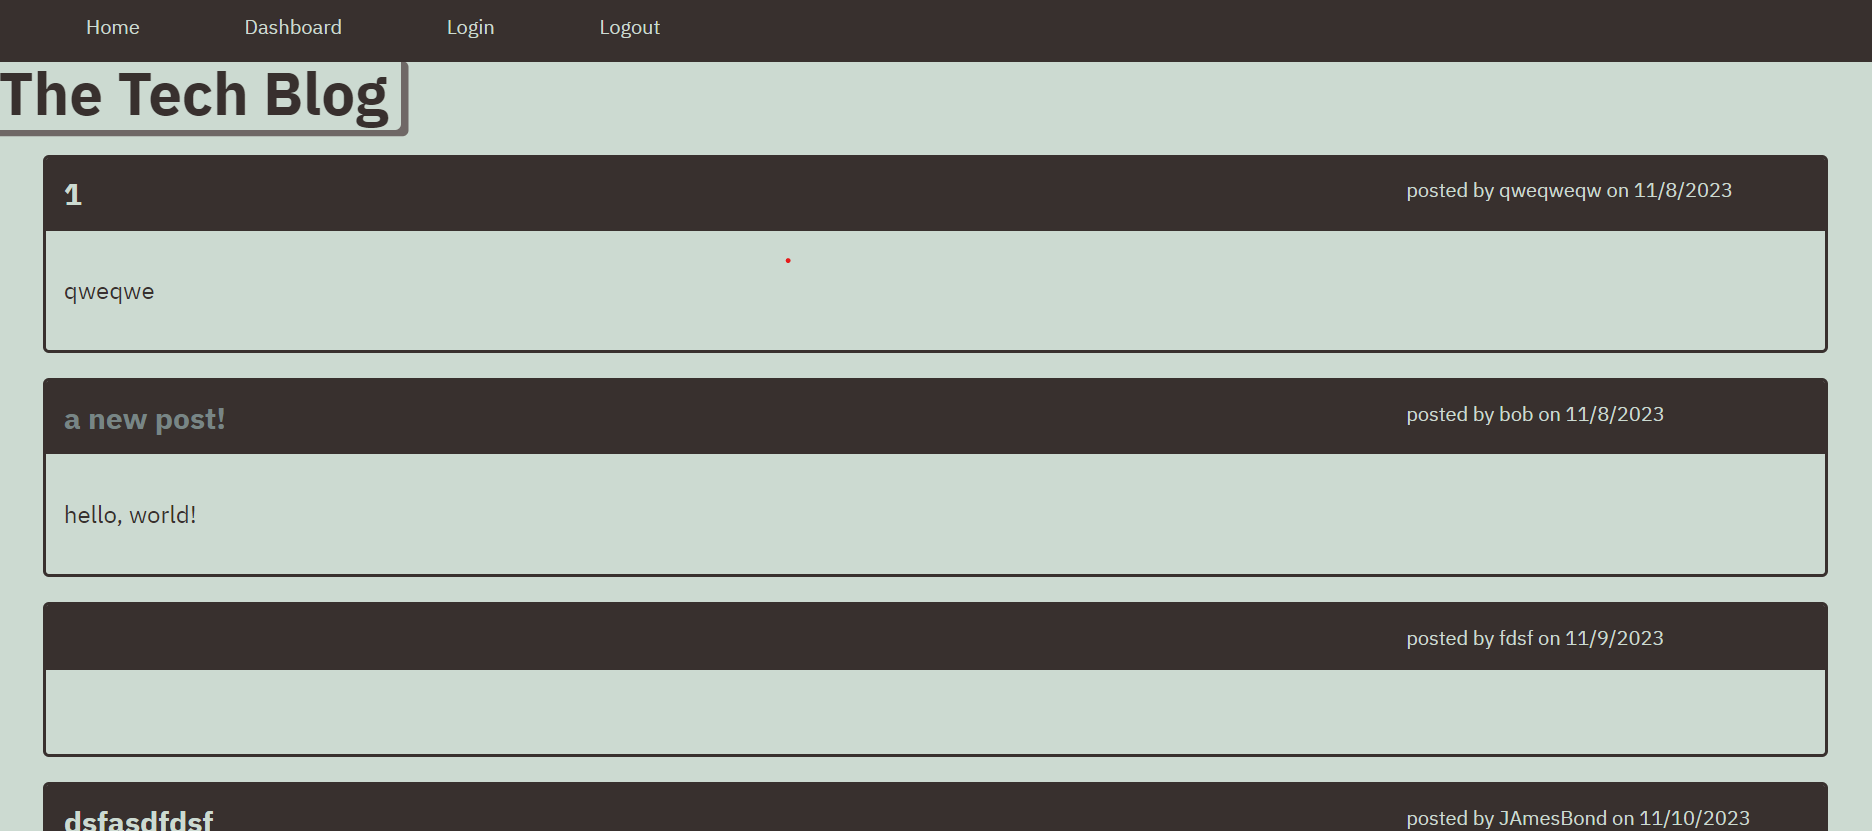 Home Dashboard Login Logout
The Tech Blog
1 posted by qweqweqw on 11/8/2023
qweqwe
a new post! posted by bob on 11/8/2023
hello, world!
posted by fdsf on 11/9/2023
dsfasdfdsf posted by JAmesBond on 11/10/2023